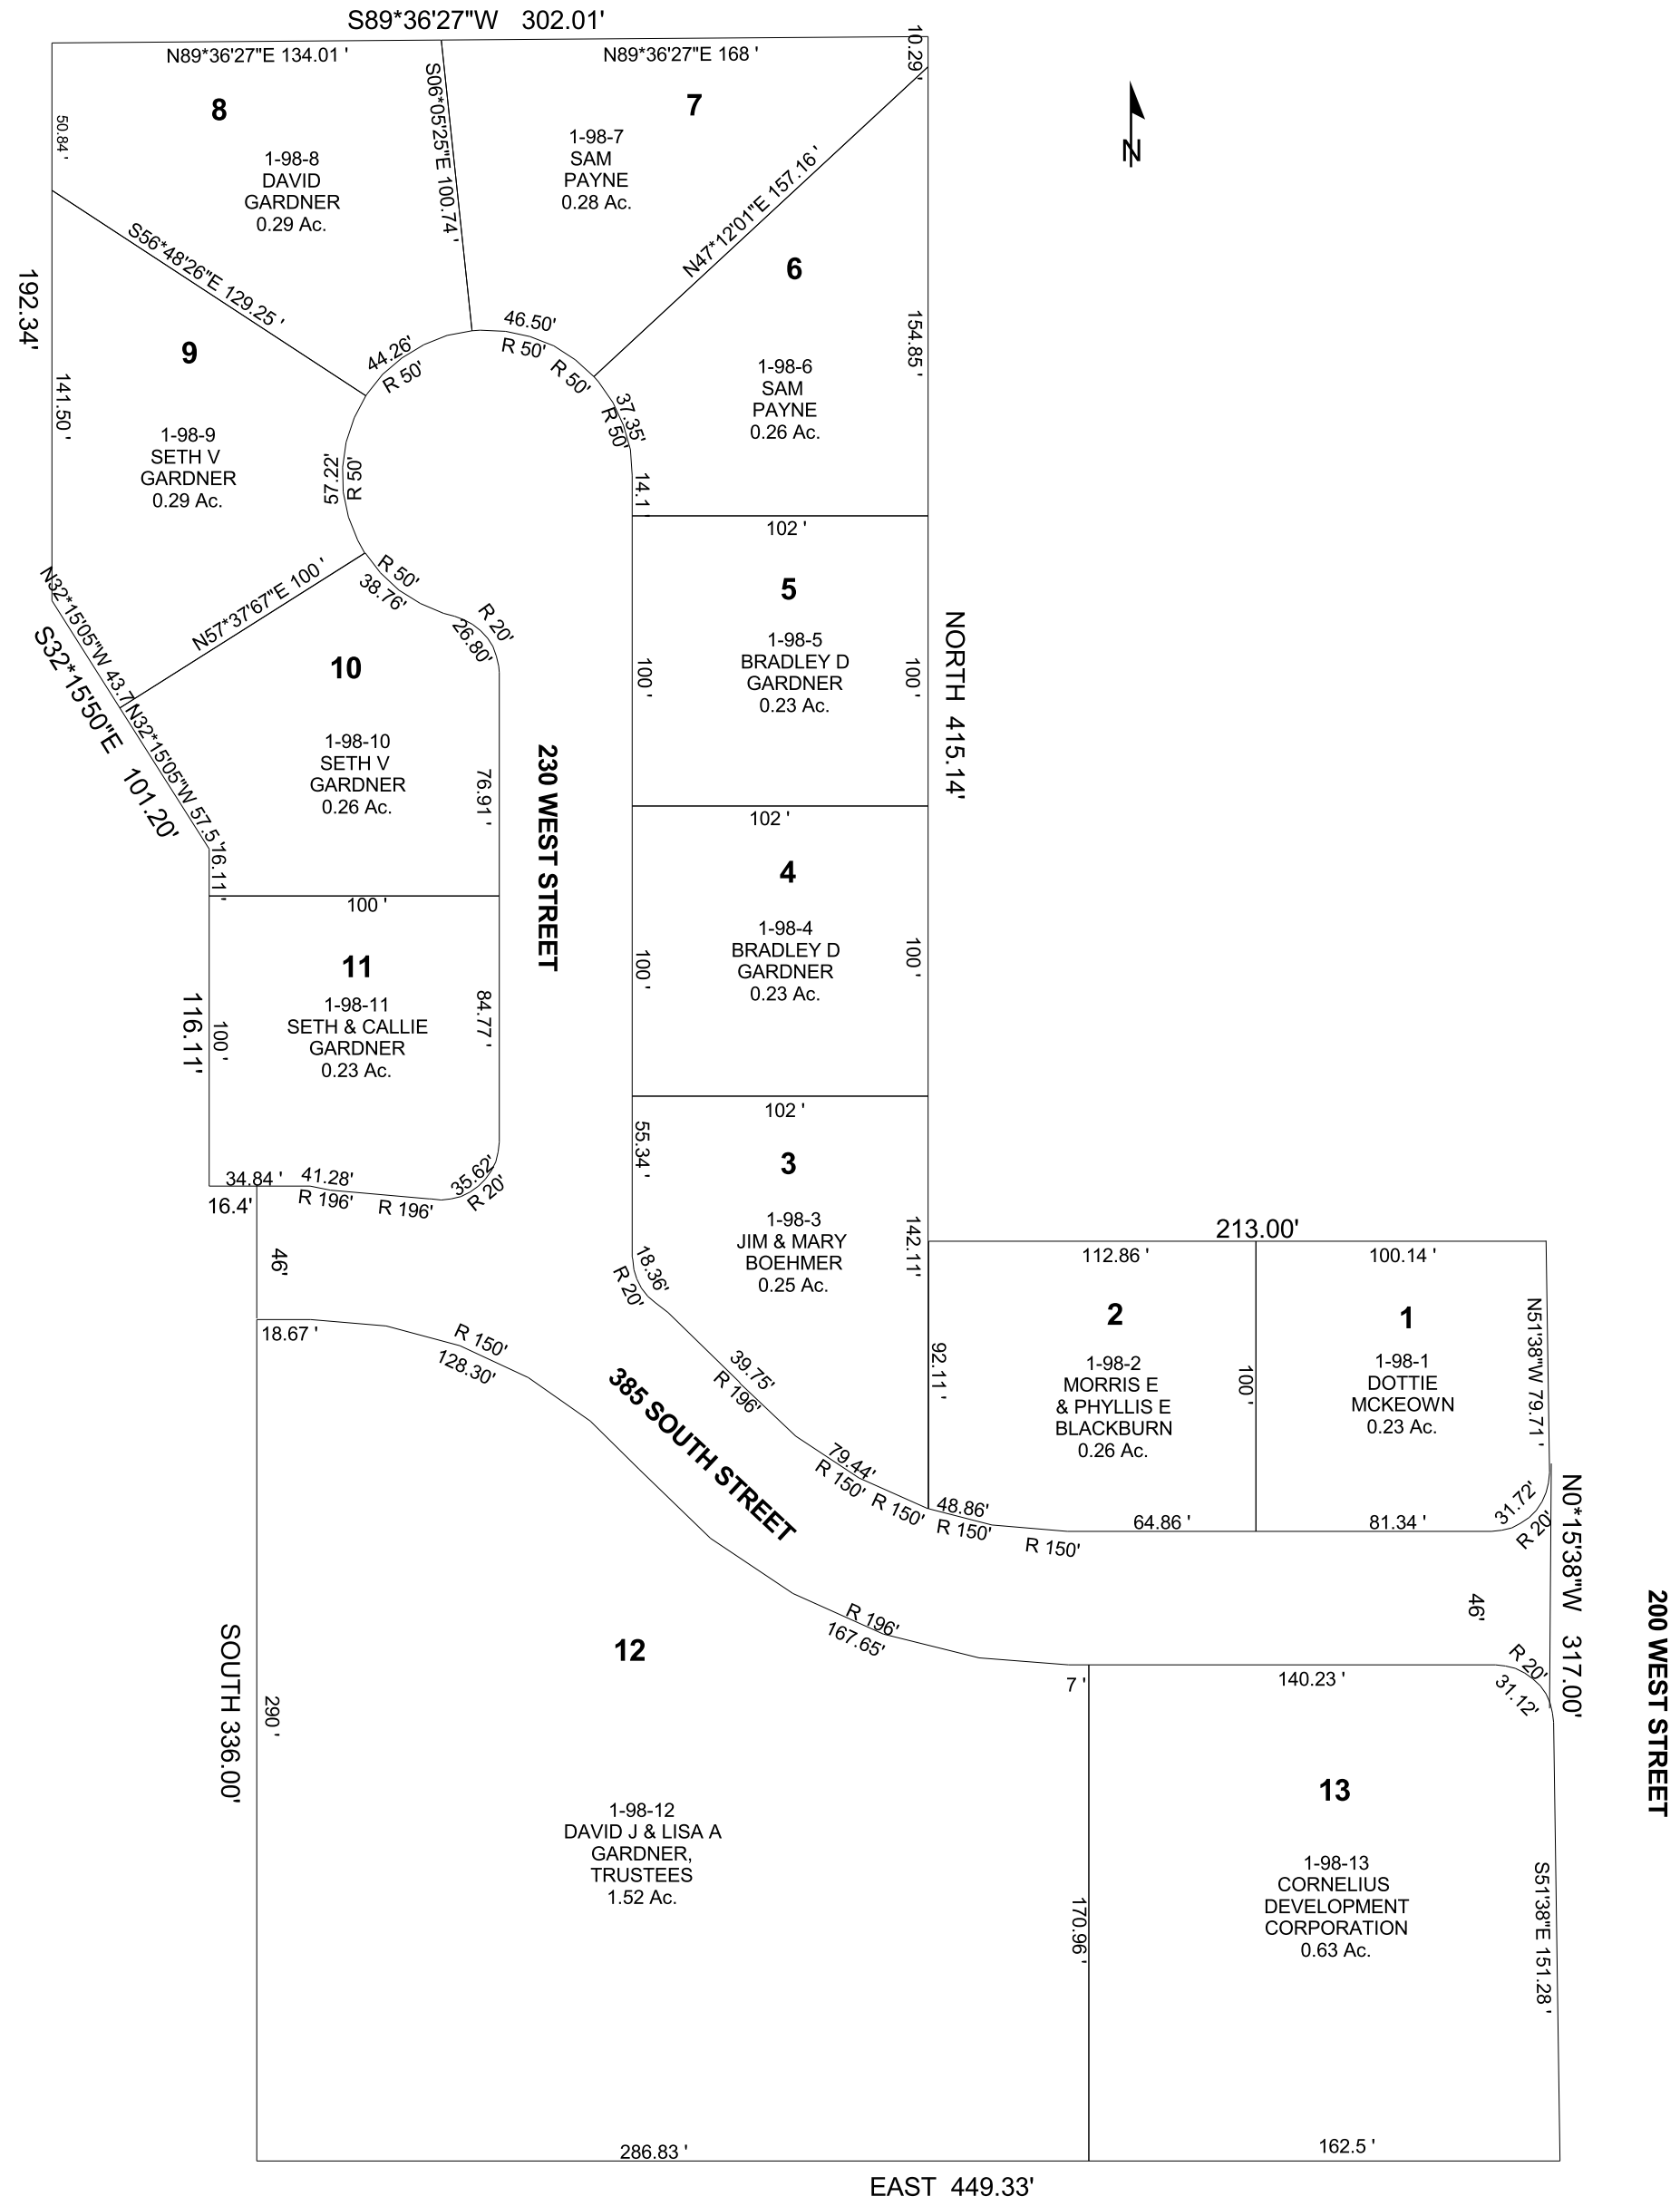 S89*36'27"W 302.01'
N89*36'27"E 134.01 '
N89*36'27"E 168 '
10.29 '
8
7
50.84 '
1-98-8
DAVID
GARDNER
0.29 Ac.
S06*05'25"E 100.74 '
1-98-7
SAM
PAYNE
0.28 Ac.
N
N47*12'01"E 157.16 '
S56*48'26"E 129.25 '
6
1-98-6
SAM
PAYNE
0.26 Ac.
154.85 '
192.34'
141.50 '
9
1-98-9
SETH V
GARDNER
0.29 Ac.
44.26'
R 50'
46.50'
R 50'
R 50'
37.35'
R 50'
14.1 '
57.22'
R 50'
102 '
5
1-98-5
BRADLEY D
GARDNER
0.23 Ac.
100 '
100 '
NORTH 415.14'
N32*15'05"W 43.7
S32*15'50"E 101.20'
N57*37'67"E 100 '
R 50'
38.76'
R 20'
26.80'
10
1-98-10
SETH V
GARDNER
0.26 Ac.
N32*15'05"W 57.5 '
16.11 '
76.91 '
230 WEST STREET
102 '
4
1-98-4
BRADLEY D
GARDNER
0.23 Ac.
100 '
100 '
100 '
11
1-98-11
SETH & CALLIE
GARDNER
0.23 Ac.
116.11'
100 '
84.77 '
34.84 '
16.4'
41.28'
R 196'
R 196'
35.62'
R 20'
46'
102 '
3
1-98-3
JIM & MARY
BOEHMER
0.25 Ac.
55.34 '
142.11'
18.36'
R 20'
39.75'
R 196'
79.44'
R 150'
R 150'
213.00'
112.86 '
100.14 '
2
1-98-2
MORRIS E
& PHYLLIS E
BLACKBURN
0.26 Ac.
92.11 '
100 '
1
1-98-1
DOTTIE
MCKEOWN
0.23 Ac.
N51'38"W 79.71 '
48.86'
R 150'
R 150'
64.86 '
81.34 '
31.72'
R 20'
N0*15'38"W 317.00'
200 WEST STREET
18.67 '
R 150'
128.30'
385 SOUTH STREET
46'
R 196'
167.65'
7 '
140.23 '
R 20'
31.12'
12
1-98-12
DAVID J & LISA A
GARDNER,
TRUSTEES
1.52 Ac.
SOUTH 336.00'
290 '
170.96 '
13
1-98-13
CORNELIUS
DEVELOPMENT
CORPORATION
0.63 Ac.
S51'38"E 151.28 '
286.83 '
162.5 '
EAST 449.33'